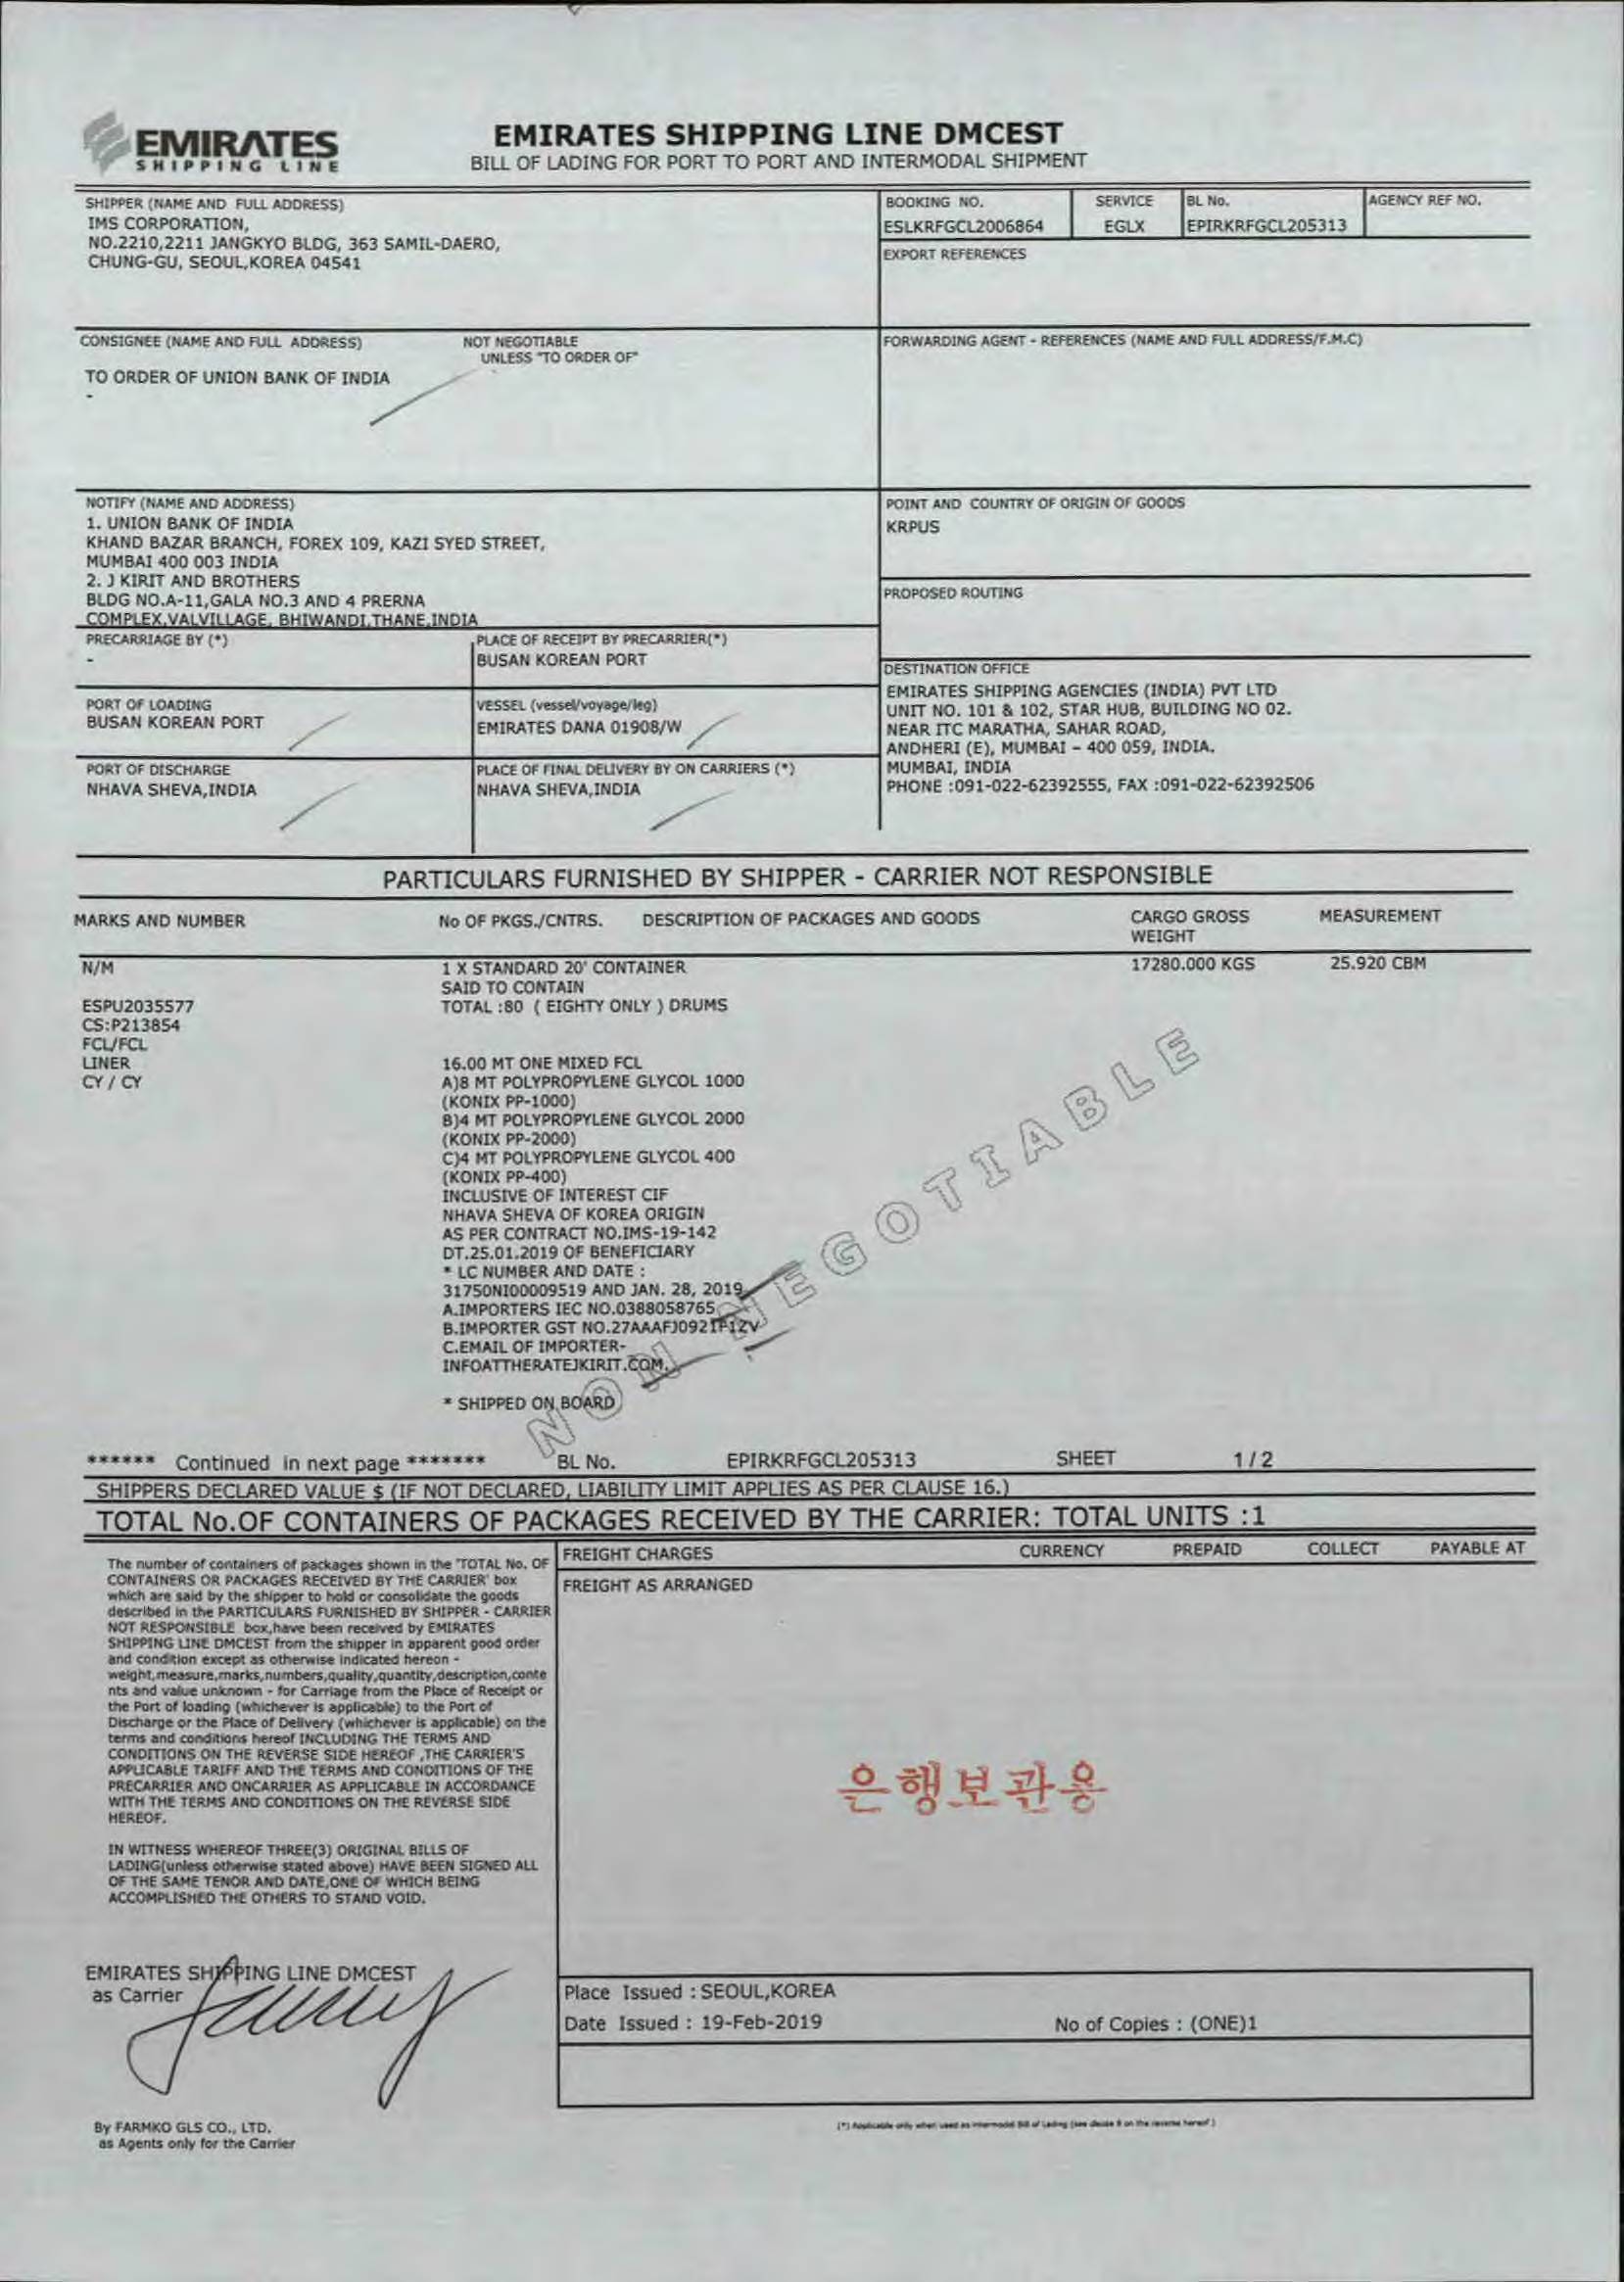 EMIRATES
SHIPPING LINE
EMIRATES SHIPPING LINE DMCEST
BILL OF LADING FOR PORT TO PORT AND INTERMODAL SHIPMENT
SHIPPER (NAME AND FULL ADDRESS)
IMS CORPORATION,
NO.2210,2211 JANGKYO BLDG, 363 SAMIL-DAERO,
CHUNG-GU, SEOUL,KOREA 04541
BOOKING NO.
ESLKRFGCL2006864
SERVICE
EGLX
BL No.
EPIRKRFGCL205313
AGENCY REF NO.
EXPORT REFERENCES
CONSIGNEE (NAME AND FULL ADDRESS)
NOT NEGOTIABLE
UNLESS "TO ORDER OF"
TO ORDER OF UNION BANK OF INDIA
-
FORWARDING AGENT - REFERENCES (NAME AND FULL ADDRESS/F.M.C)
NOTIFY (NAME AND ADDRESS)
1. UNION BANK OF INDIA
KHAND BAZAR BRANCH, FOREX 109, KAZI SYED STREET,
MUMBAI 400 003 INDIA
2. J KIRIT AND BROTHERS
BLDG NO.A-11,GALA NO.3 AND 4 PRERNA
COMPLEX,VALVILLAGE, BHIWANDI,THANE,INDIA
POINT AND COUNTRY OF ORIGIN OF GOODS
KRPUS
PROPOSED ROUTING
PRECARRIAGE BY (*)
-
PLACE OF RECEIPT BY PRECARRIER(*)
BUSAN KOREAN PORT
PORT OF LOADING
BUSAN KOREAN PORT
VESSEL (vessel/voyage/leg)
EMIRATES DANA 01908/W
PORT OF DISCHARGE
NHAVA SHEVA,INDIA
PLACE OF FINAL DELIVERY BY ON CARRIERS (*)
NHAVA SHEVA,INDIA
DESTINATION OFFICE
EMIRATES SHIPPING AGENCIES (INDIA) PVT LTD
UNIT NO. 101 & 102, STAR HUB, BUILDING NO 02.
NEAR ITC MARATHA, SAHAR ROAD,
ANDHERI (E), MUMBAI – 400 059, INDIA.
MUMBAI, INDIA
PHONE :091-022-62392555, FAX :091-022-62392506
PARTICULARS FURNISHED BY SHIPPER - CARRIER NOT RESPONSIBLE
MARKS AND NUMBER
No OF PKGS./CNTRS.
DESCRIPTION OF PACKAGES AND GOODS
CARGO GROSS
WEIGHT
MEASUREMENT
N/M
ESPU2035577
CS:P213854
FCL/FCL
LINER
CY / CY
1 X STANDARD 20' CONTAINER
SAID TO CONTAIN
TOTAL :80 ( EIGHTY ONLY ) DRUMS
17280.000 KGS
25.920 CBM
16.00 MT ONE MIXED FCL
A)8 MT POLYPROPYLENE GLYCOL 1000
(KONIX PP-1000)
B)4 MT POLYPROPYLENE GLYCOL 2000
(KONIX PP-2000)
C)4 MT POLYPROPYLENE GLYCOL 400
(KONIX PP-400)
INCLUSIVE OF INTEREST CIF
NHAVA SHEVA OF KOREA ORIGIN
AS PER CONTRACT NO.IMS-19-142
DT.25.01.2019 OF BENEFICIARY
* LC NUMBER AND DATE :
31750NI00009519 AND JAN. 28, 2019
A.IMPORTERS IEC NO.0388058765
B.IMPORTER GST NO.27AAAFJ0921F1ZV
C.EMAIL OF IMPORTER-
INFOATTHERATEJKIRIT.COM.
* SHIPPED ON BOARD
NON NEGOTIABLE
****** Continued in next page *******
BL No.
EPIRKRFGCL205313
SHEET
1 / 2
SHIPPERS DECLARED VALUE $ (IF NOT DECLARED, LIABILITY LIMIT APPLIES AS PER CLAUSE 16.)
TOTAL No.OF CONTAINERS OF PACKAGES RECEIVED BY THE CARRIER: TOTAL UNITS :1
The number of containers of packages shown in the 'TOTAL No. OF
CONTAINERS OR PACKAGES RECEIVED BY THE CARRIER' box
which are said by the shipper to hold or consolidate the goods
described in the PARTICULARS FURNISHED BY SHIPPER - CARRIER
NOT RESPONSIBLE box,have been received by EMIRATES
SHIPPING LINE DMCEST from the shipper in apparent good order
and condition except as otherwise indicated hereon -
weight,measure,marks,numbers,quality,quantity,description,conte
nts and value unknown - for Carriage from the Place of Receipt or
the Port of loading (whichever is applicable) to the Port of
Discharge or the Place of Delivery (whichever is applicable) on the
terms and conditions hereof INCLUDING THE TERMS AND
CONDITIONS ON THE REVERSE SIDE HEREOF ,THE CARRIER'S
APPLICABLE TARIFF AND THE TERMS AND CONDITIONS OF THE
PRECARRIER AND ONCARRIER AS APPLICABLE IN ACCORDANCE
WITH THE TERMS AND CONDITIONS ON THE REVERSE SIDE
HEREOF.
IN WITNESS WHEREOF THREE(3) ORIGINAL BILLS OF
LADING(unless otherwise stated above) HAVE BEEN SIGNED ALL
OF THE SAME TENOR AND DATE,ONE OF WHICH BEING
ACCOMPLISHED THE OTHERS TO STAND VOID.
FREIGHT CHARGES
CURRENCY
PREPAID
COLLECT
PAYABLE AT
FREIGHT AS ARRANGED
은행보관용
EMIRATES SHIPPING LINE DMCEST
as Carrier
Place Issued : SEOUL,KOREA
Date Issued : 19-Feb-2019
No of Copies : (ONE)1
By FARMKO GLS CO., LTD.
as Agents only for the Carrier
(*) Applicable only when used as intermodal Bill of Lading (see clause 8 on the reverse hereof )